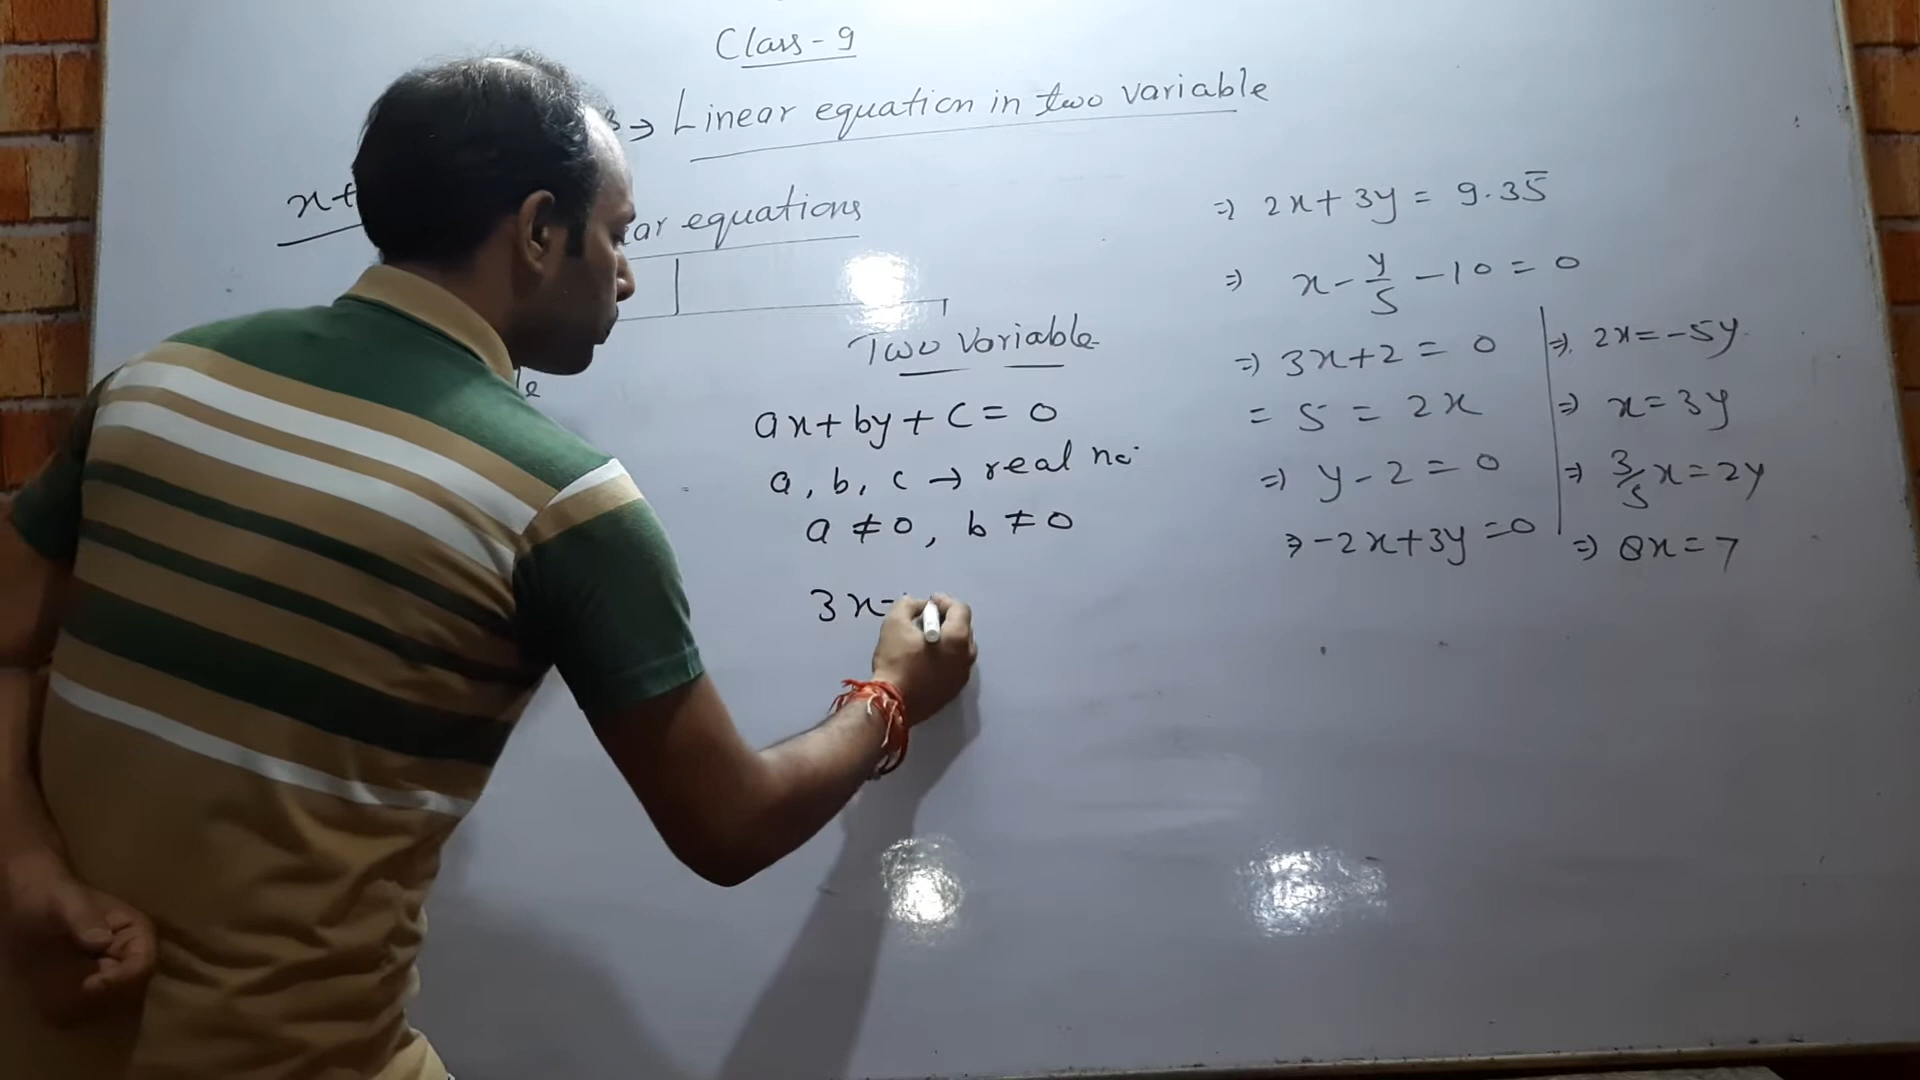 Class-9
→ Linear equation in two variable
x+
ar equations
Two Variable
ax+by+c=0
a, b, c → real no.
a ≠ 0, b ≠ 0
3x
⇒ 2x+3y = 9.35̅
⇒ x - y/5 - 10 = 0
⇒ 3x+2 = 0
= 5 = 2x
⇒ y-2=0
⇒ -2x+3y=0
⇒ 2x=-5y
⇒ x=3y
⇒ 3/5x=2y
⇒ 0x=7